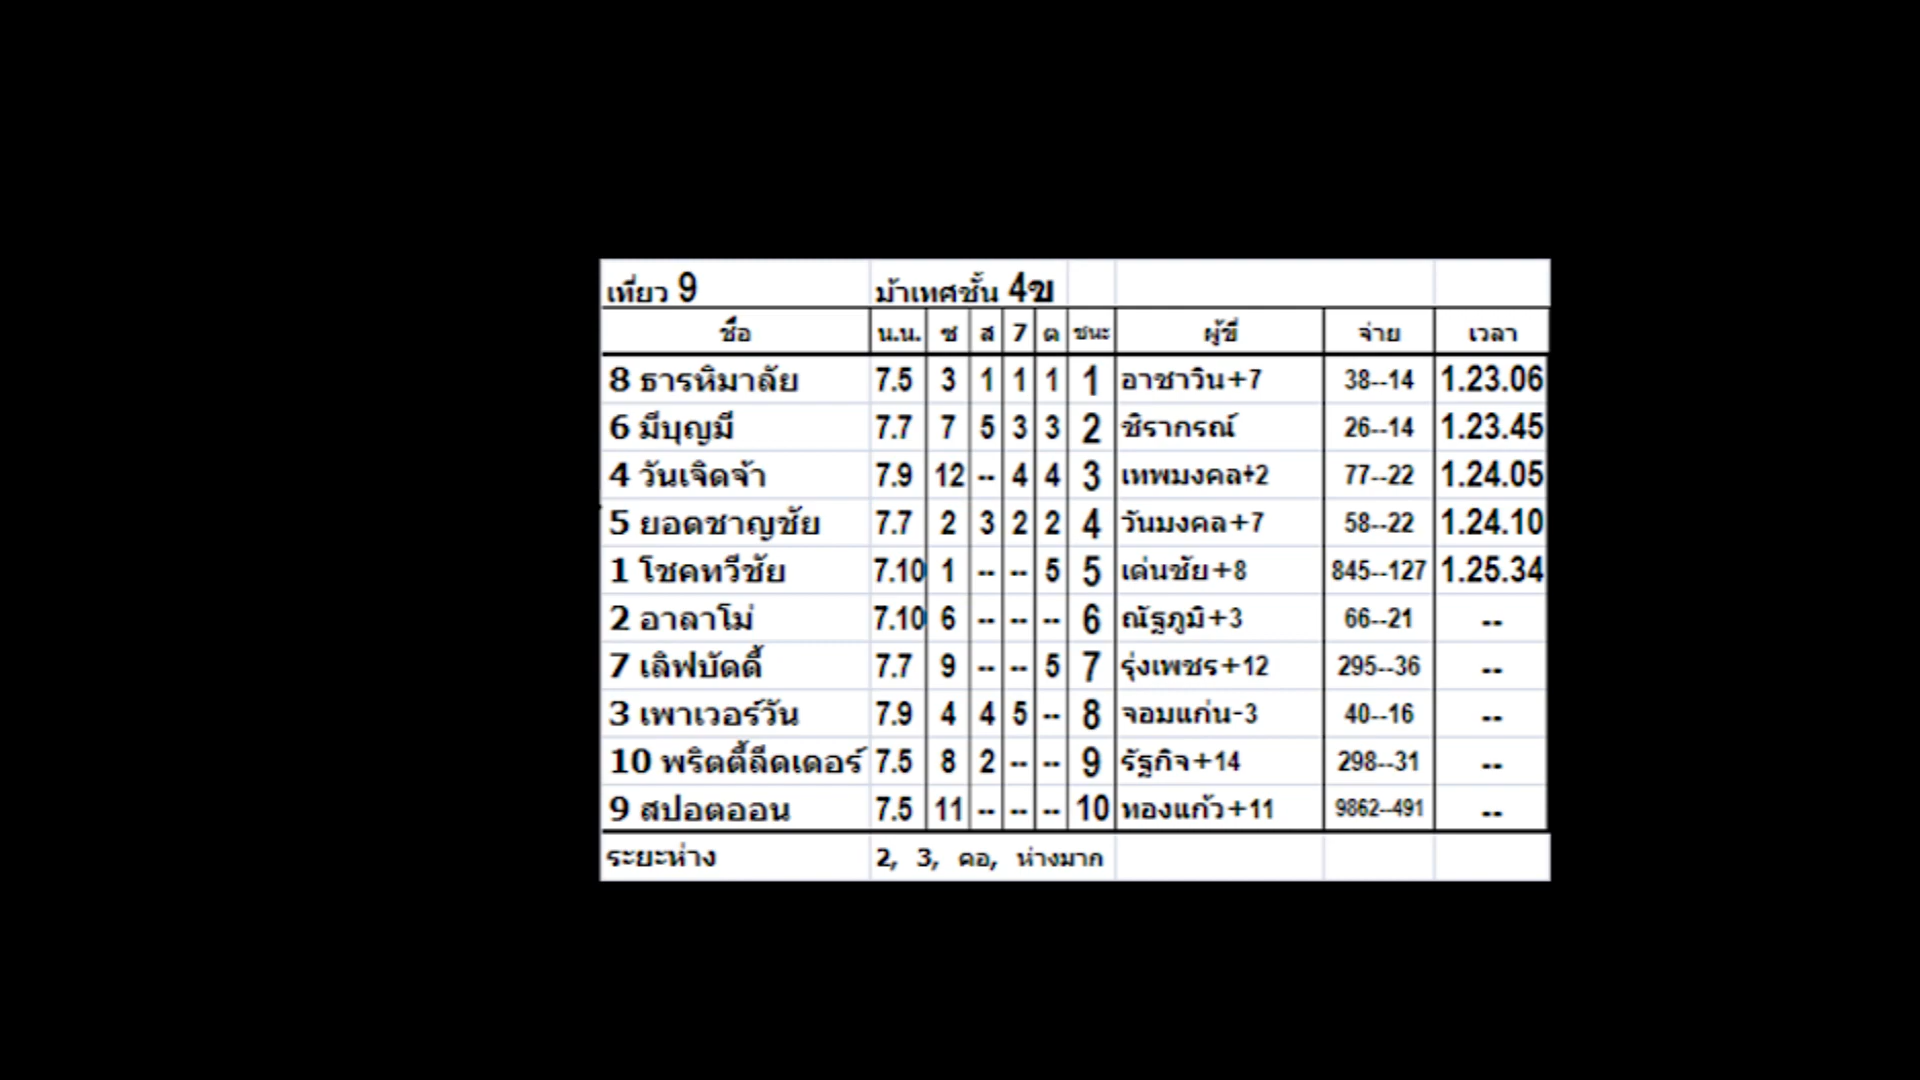 เที่ยว 9 ม้าเทศชั้น 4ข
ชื่อ น.น. ซ ส 7 ด ชนะ ผู้ขี่ จ่าย เวลา
8 ธารหิมาลัย 7.5 3 1 1 1 1 อาชาวิน+7 38--14 1.23.06
6 มีบุญมี 7.7 7 5 3 3 2 ชิรากรณ์ 26--14 1.23.45
4 วันเจิดจ้า 7.9 12 -- 4 4 3 เทพมงคล+2 77--22 1.24.05
5 ยอดชาญชัย 7.7 2 3 2 2 4 วันมงคล+7 58--22 1.24.10
1 โชคทวีชัย 7.10 1 -- -- 5 5 เด่นชัย+8 845--127 1.25.34
2 อาลาโม่ 7.10 6 -- -- -- 6 ณัฐภูมิ+3 66--21 --
7 เลิฟบัดดี้ 7.7 9 -- -- 5 7 รุ่งเพชร+12 295--36 --
3 เพาเวอร์วัน 7.9 4 4 5 -- 8 จอมแก่น-3 40--16 --
10 พริตตี้ลีดเดอร์ 7.5 8 2 -- -- 9 รัฐกิจ+14 298--31 --
9 สปอตออน 7.5 11 -- -- -- 10 ทองแก้ว+11 9862--491 --
ระยะห่าง 2, 3, คอ, ห่างมาก